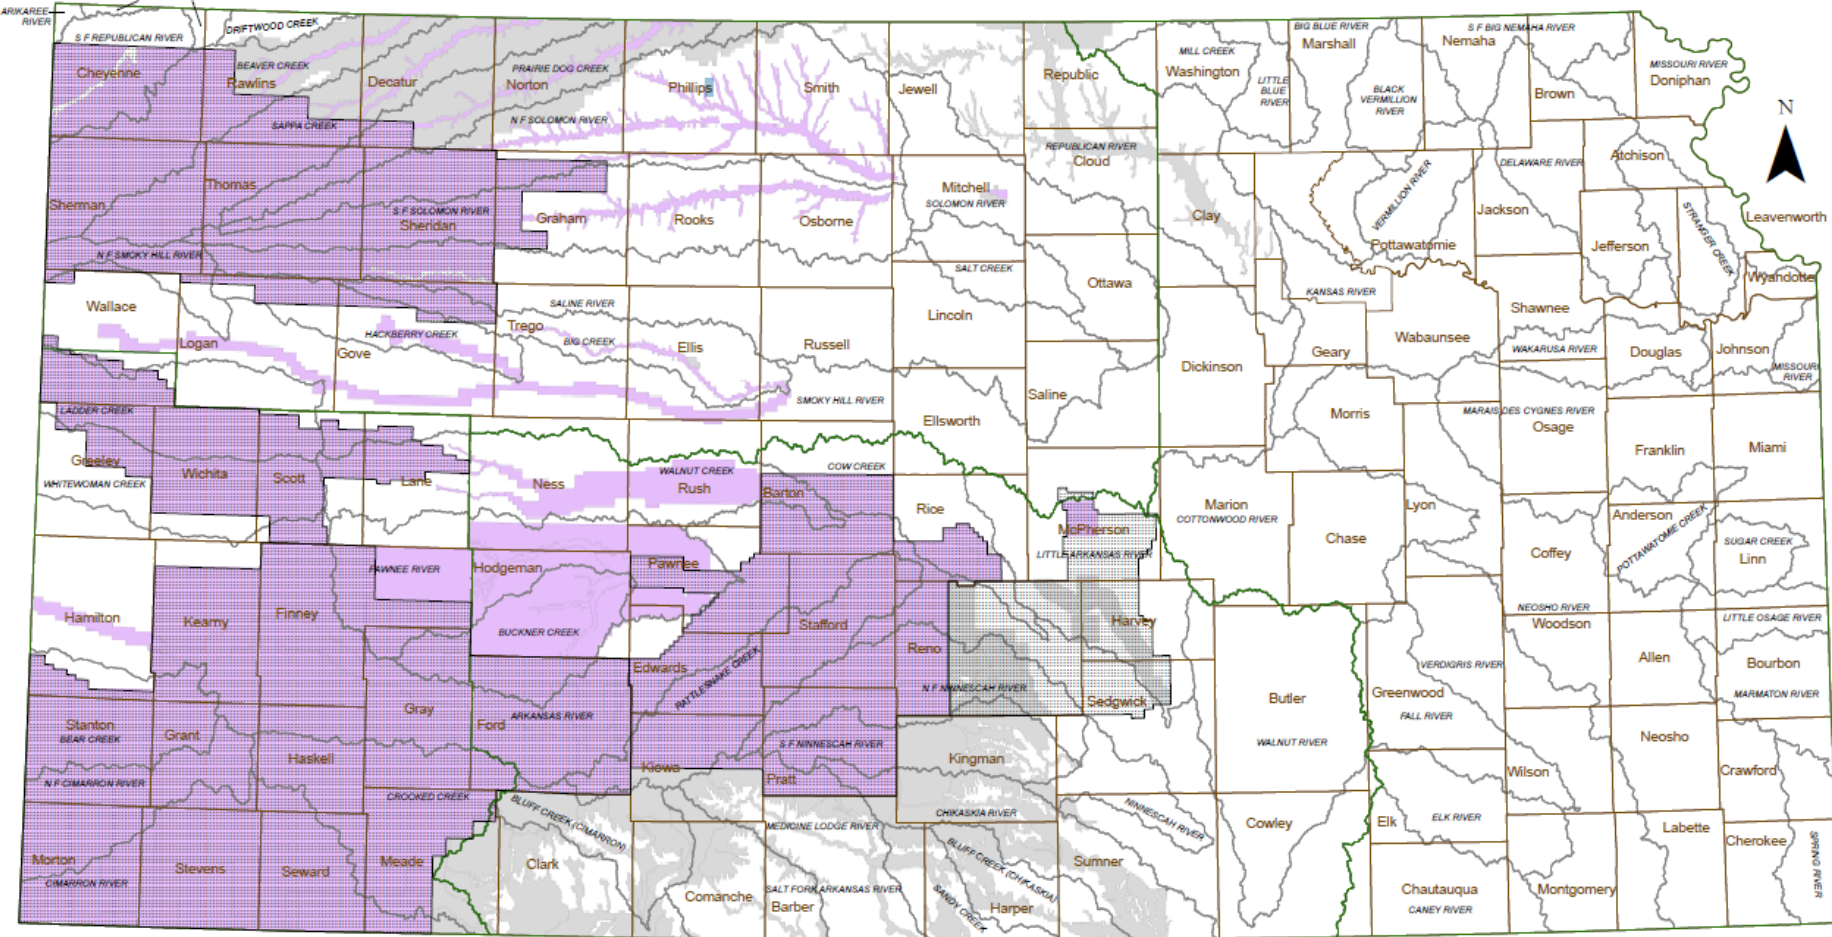 ARIKAREE
RIVER
S F REPUBLICAN RIVER
DRIFTWOOD CREEK
BIG BLUE RIVER
S F BIG NEMAHA RIVER
Marshall
Nemaha
MILL CREEK
Washington
Cheyenne
BEAVER CREEK
Rawlins
Decatur
PRAIRIE DOG CREEK
Norton
Phillips
Smith
Jewell
Republic
LITTLE
BLUE
RIVER
BLACK
VERMILLION
RIVER
Brown
MISSOURI RIVER
Doniphan
N
SAPPA CREEK
N F SOLOMON RIVER
REPUBLICAN RIVER
Cloud
VERMILLION RIVER
DELAWARE RIVER
Atchison
Sherman
Thomas
S F SOLOMON RIVER
Sheridan
Graham
Rooks
Osborne
Mitchell
SOLOMON RIVER
Clay
Pottawatomie
Jackson
Jefferson
STRANGER CREEK
Leavenworth
N F SMOKY HILL RIVER
SALT CREEK
Ottawa
KANSAS RIVER
Wyandotte
Wallace
Logan
Gove
HACKBERRY CREEK
SALINE RIVER
Trego
BIG CREEK
Ellis
Russell
Lincoln
Dickinson
Geary
Wabaunsee
Shawnee
WAKARUSA RIVER
Douglas
Johnson
MISSOURI
RIVER
LADDER CREEK
SMOKY HILL RIVER
Ellsworth
Saline
Morris
MARAIS DES CYGNES RIVER
Osage
Franklin
Miami
Greeley
WHITEWOMAN CREEK
Wichita
Scott
Lane
Ness
WALNUT CREEK
Rush
COW CREEK
Barton
Rice
McPherson
LITTLE ARKANSAS RIVER
Marion
COTTONWOOD RIVER
Chase
Lyon
Coffey
Anderson
POTTAWATOMIE CREEK
SUGAR CREEK
Linn
PAWNEE RIVER
Hodgeman
Pawnee
Hamilton
Kearny
Finney
BUCKNER CREEK
Edwards
RATTLESNAKE CREEK
Stafford
Reno
N F NINNESCAH RIVER
Harvey
Sedgwick
Butler
WALNUT RIVER
VERDIGRIS RIVER
Greenwood
FALL RIVER
NEOSHO RIVER
Woodson
Allen
LITTLE OSAGE RIVER
Bourbon
MARMATON RIVER
Stanton
BEAR CREEK
Grant
Haskell
Gray
Ford
ARKANSAS RIVER
Kiowa
S F NINNESCAH RIVER
Pratt
Kingman
Wilson
Neosho
Crawford
N F CIMARRON RIVER
CROOKED CREEK
BLUFF CREEK (CIMARRON)
MEDICINE LODGE RIVER
CHIKASKIA RIVER
NINNESCAH RIVER
Cowley
Elk
ELK RIVER
Labette
Cherokee
SPRING RIVER
Morton
CIMARRON RIVER
Stevens
Seward
Meade
Clark
Comanche
SALT FORK ARKANSAS RIVER
Barber
BLUFF CREEK (CHIKASKIA)
SANDY CREEK
Harper
Sumner
Chautauqua
CANEY RIVER
Montgomery